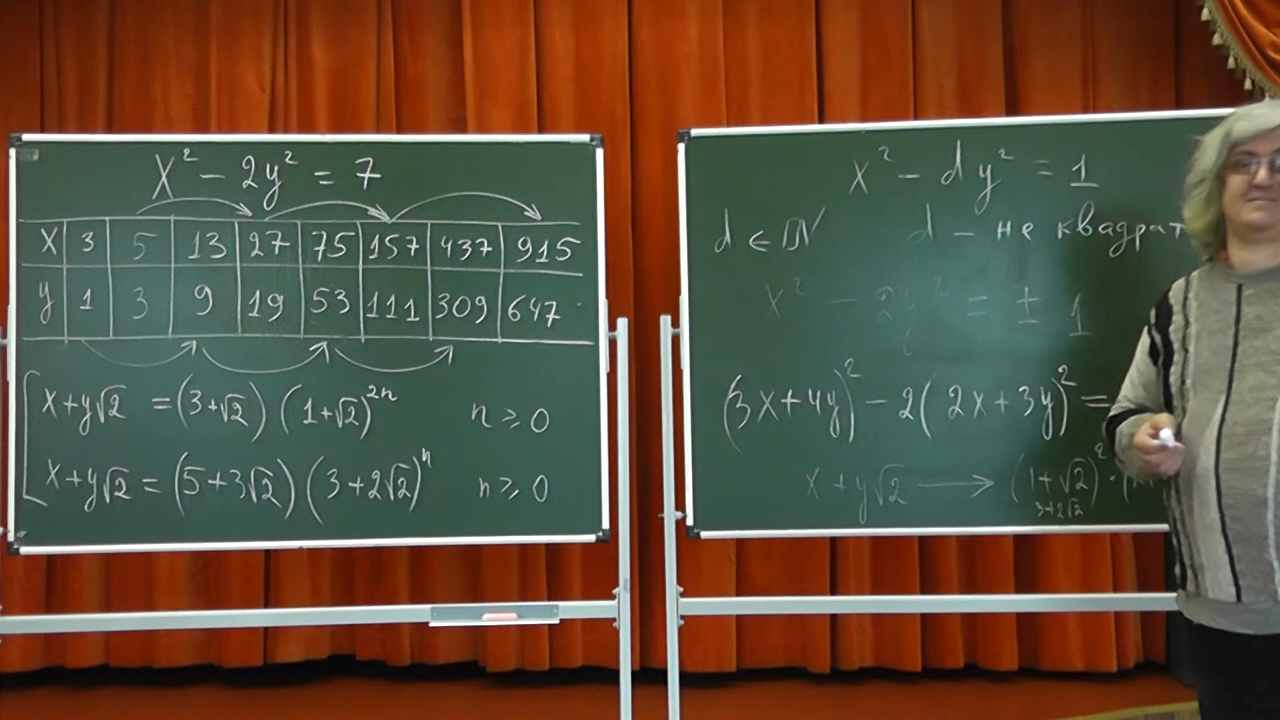 x² − 2y² = 7
x 3 5 13 27 75 157 437 915
y 1 3 9 19 53 111 309 647
x+y√2 = (3+√2) (1+√2)²ⁿ n ≥ 0
x+y√2 = (5+3√2) (3+2√2)ⁿ n ≥ 0
x² − dy² = 1
d ∈ ℕ d − не квадрат
x² − 2y² = ± 1
(3x+4y)² − 2(2x+3y)² =
x + y√2 → (1+√2)² · (
3+2√2